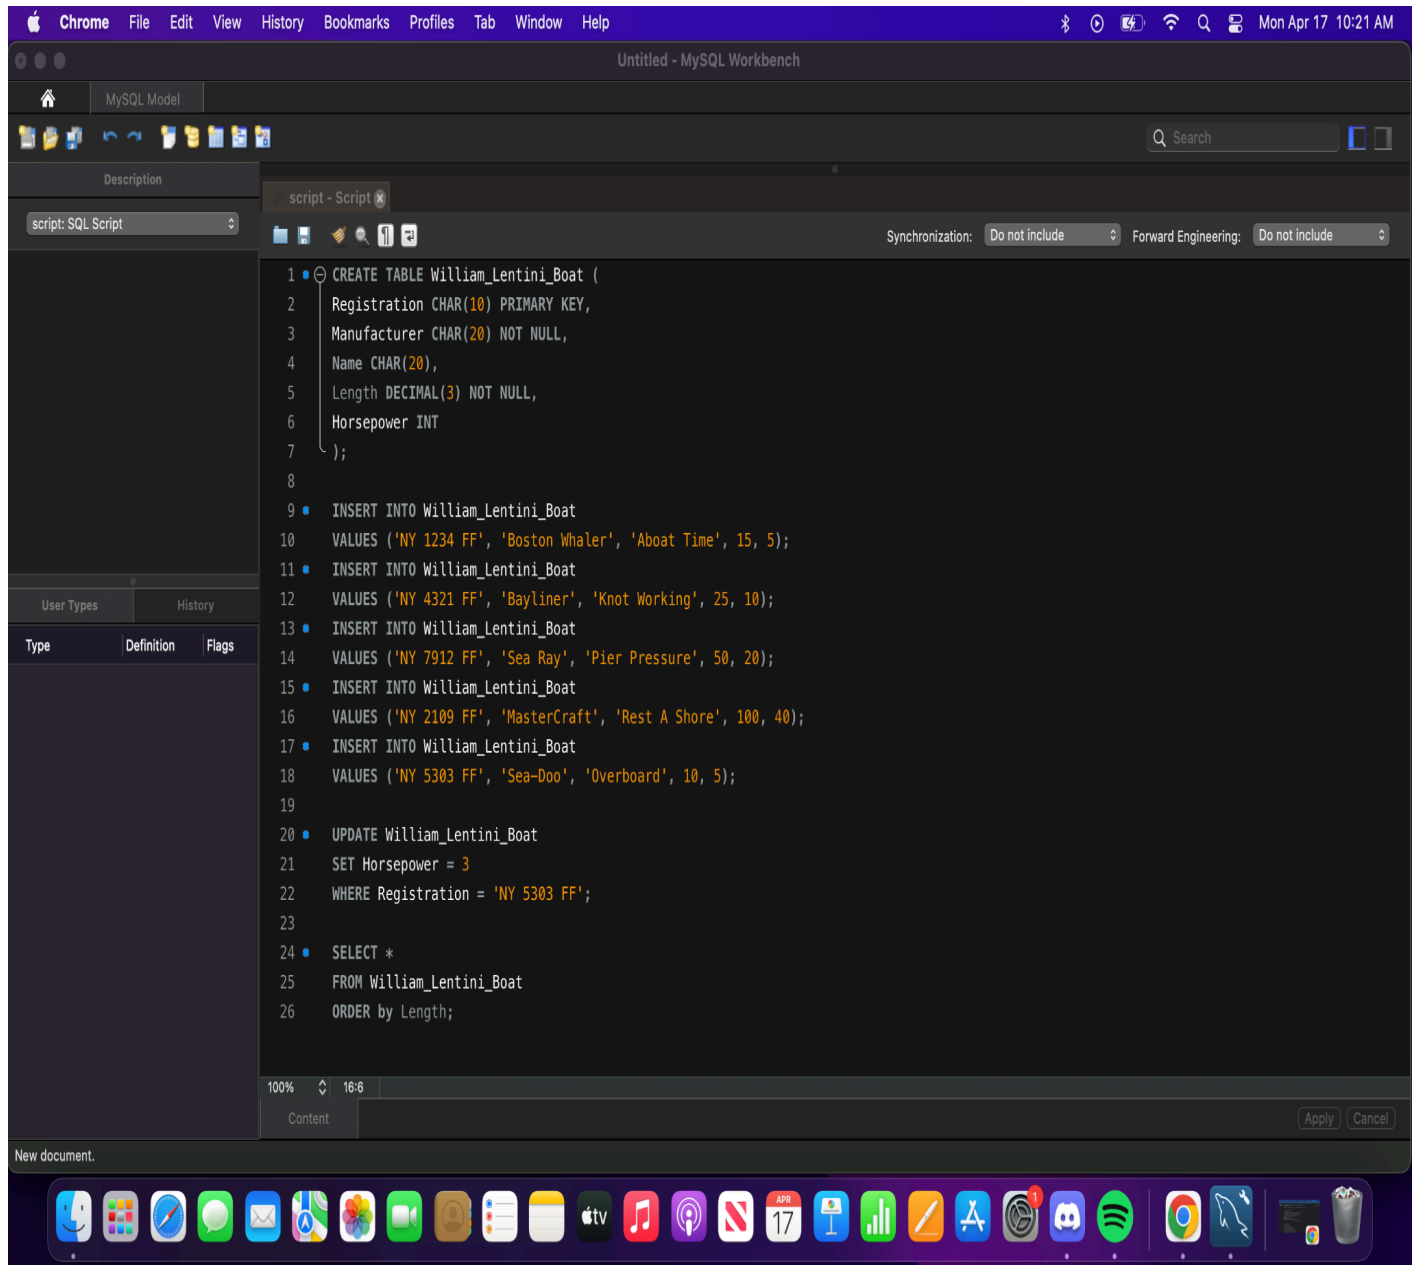 Chrome File Edit View History Bookmarks Profiles Tab Window Help Mon Apr 17 10:21 AM
Untitled - MySQL Workbench
MySQL Model
Search
Description
script - Script
script: SQL Script
Synchronization: Do not include Forward Engineering: Do not include
1 CREATE TABLE William_Lentini_Boat (
2 Registration CHAR(10) PRIMARY KEY,
3 Manufacturer CHAR(20) NOT NULL,
4 Name CHAR(20),
5 Length DECIMAL(3) NOT NULL,
6 Horsepower INT
7 );
8
9 INSERT INTO William_Lentini_Boat
10 VALUES ('NY 1234 FF', 'Boston Whaler', 'Aboat Time', 15, 5);
11 INSERT INTO William_Lentini_Boat
12 VALUES ('NY 4321 FF', 'Bayliner', 'Knot Working', 25, 10);
13 INSERT INTO William_Lentini_Boat
14 VALUES ('NY 7912 FF', 'Sea Ray', 'Pier Pressure', 50, 20);
15 INSERT INTO William_Lentini_Boat
16 VALUES ('NY 2109 FF', 'MasterCraft', 'Rest A Shore', 100, 40);
17 INSERT INTO William_Lentini_Boat
18 VALUES ('NY 5303 FF', 'Sea-Doo', 'Overboard', 10, 5);
19
20 UPDATE William_Lentini_Boat
21 SET Horsepower = 3
22 WHERE Registration = 'NY 5303 FF';
23
24 SELECT *
25 FROM William_Lentini_Boat
26 ORDER by Length;
User Types History
Type Definition Flags
100% 16:6
Content Apply Cancel
New document.
tv
APR
17
1